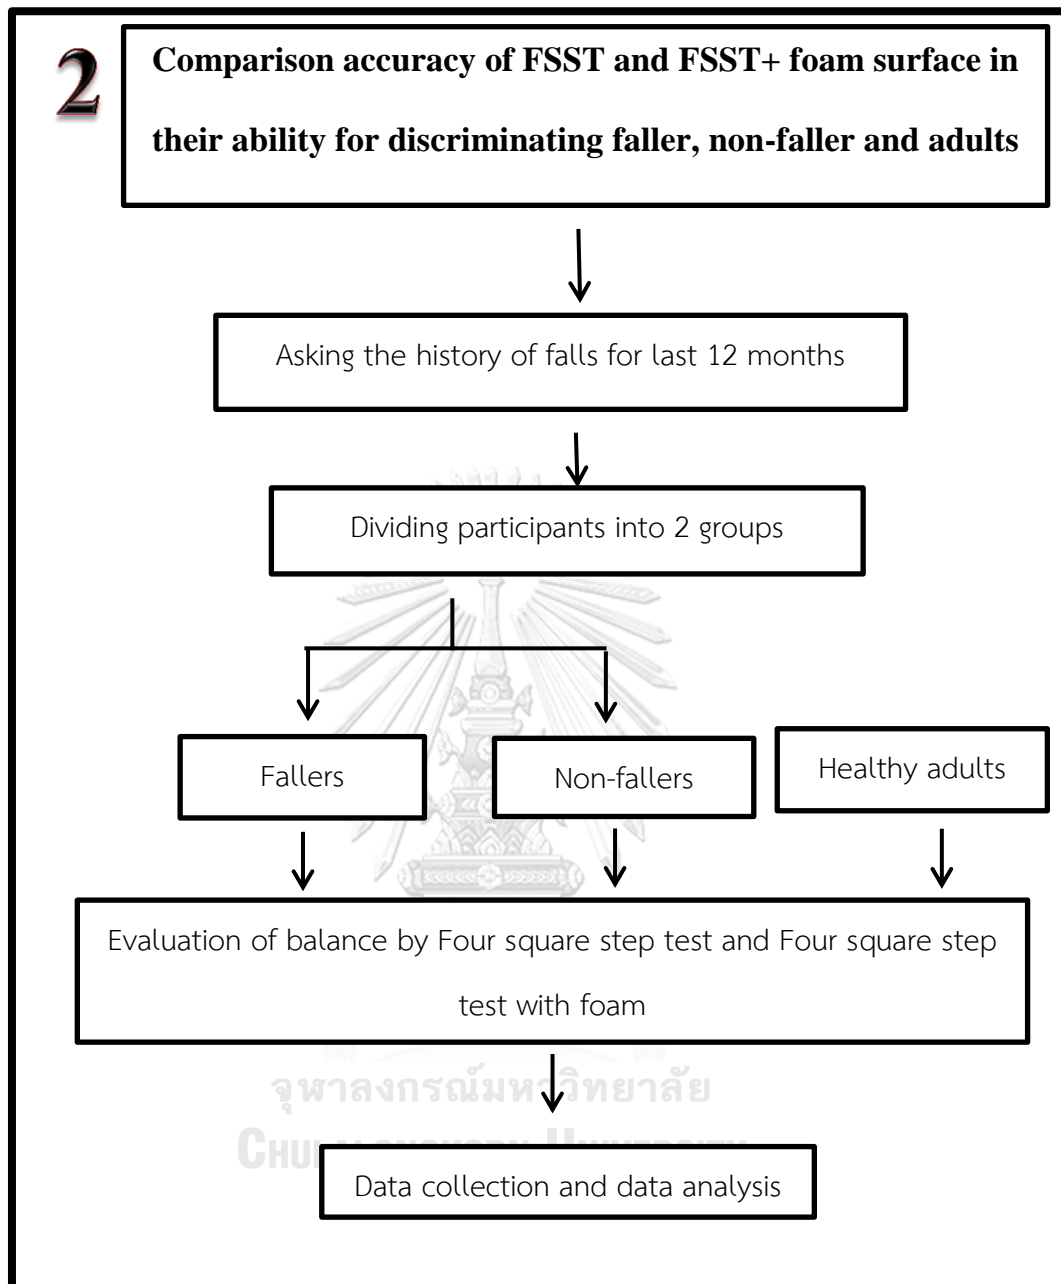 2
Comparison accuracy of FSST and FSST+ foam surface in
their ability for discriminating faller, non-faller and adults
Asking the history of falls for last 12 months
Dividing participants into 2 groups
Fallers
Non-fallers
Healthy adults
Evaluation of balance by Four square step test and Four square step
test with foam
จุฬาลงกรณ์มหาวิทยาลัย
Data collection and data analysis